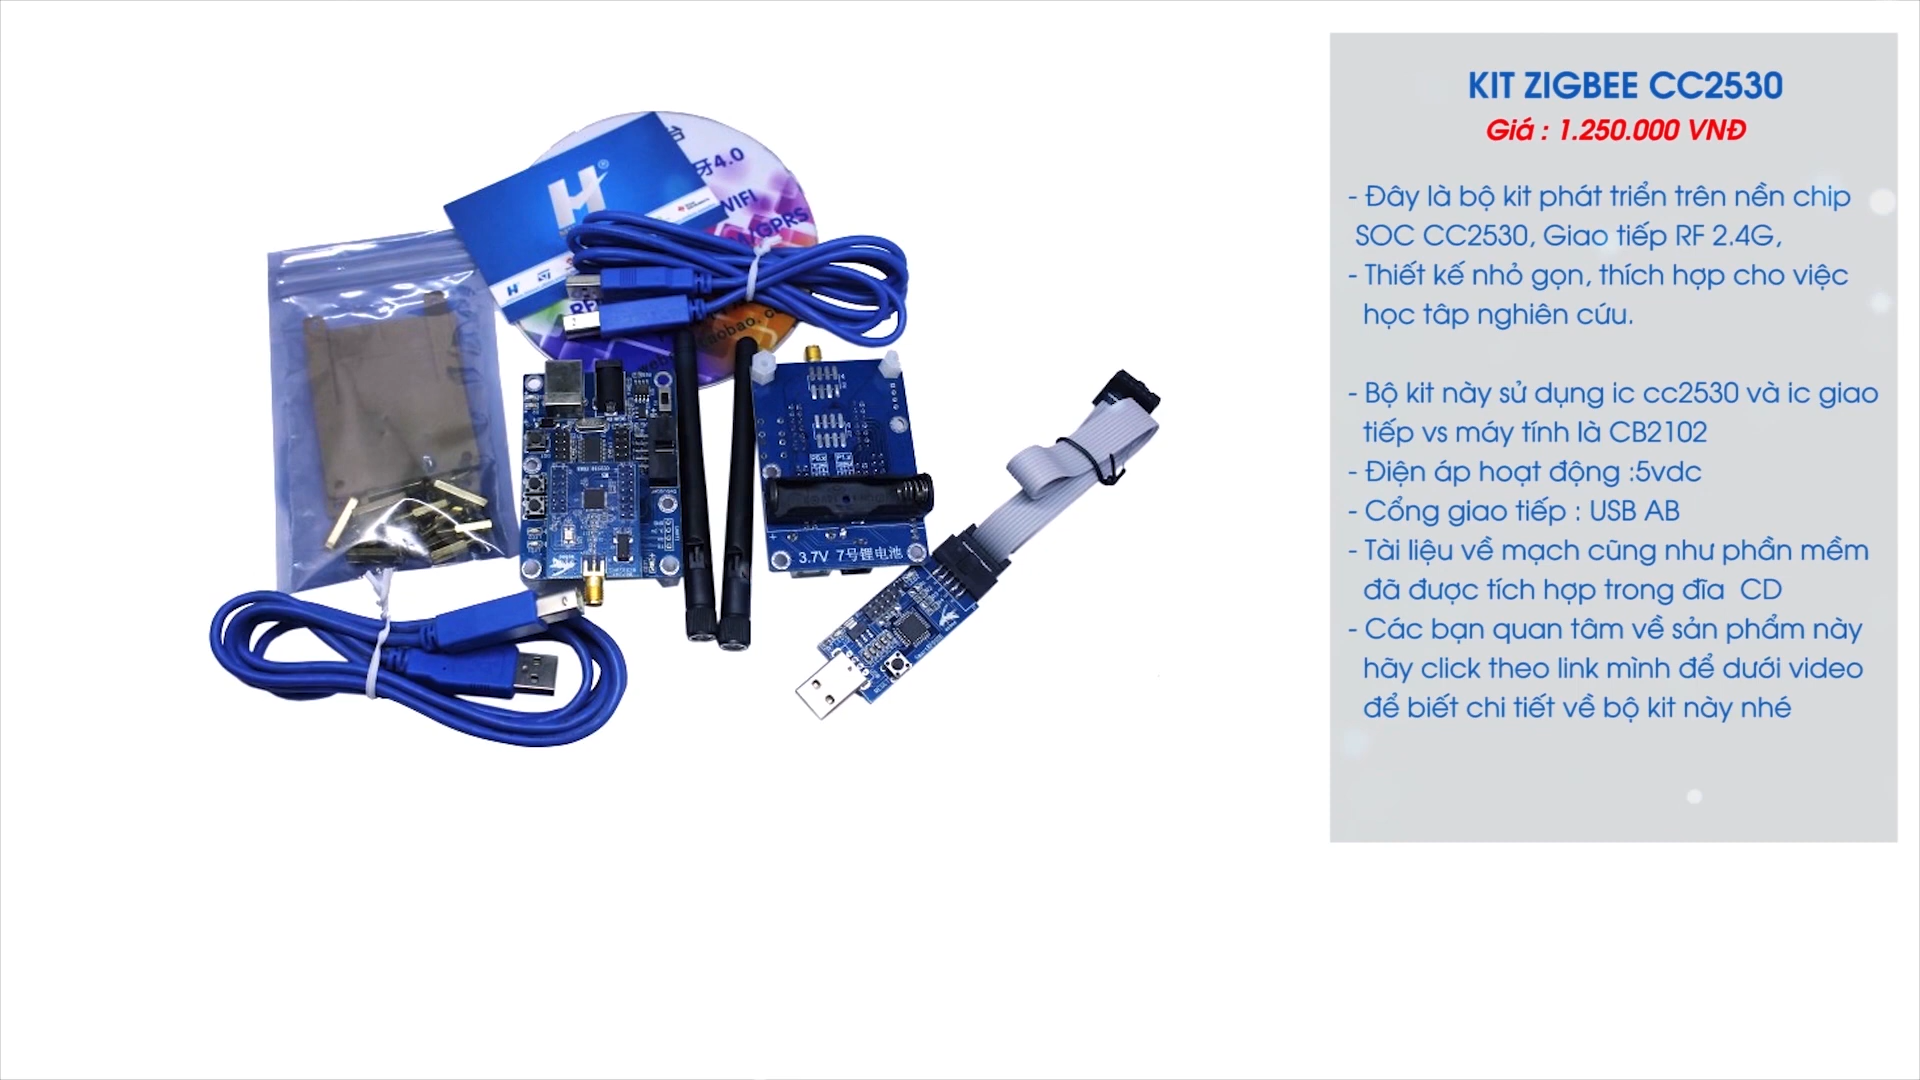 KIT ZIGBEE CC2530
Giá : 1.250.000 VNĐ
- Đây là bộ kit phát triển trên nền chip
SOC CC2530, Giao tiếp RF 2.4G,
- Thiết kế nhỏ gọn, thích hợp cho việc
học tâp nghiên cứu.
- Bộ kit này sử dụng ic cc2530 và ic giao
tiếp vs máy tính là CB2102
- Điện áp hoạt động :5vdc
- Cổng giao tiếp : USB AB
- Tài liệu về mạch cũng như phần mềm
đã được tích hợp trong đĩa CD
- Các bạn quan tâm về sản phẩm này
hãy click theo link mình để dưới video
để biết chi tiết về bộ kit này nhé
台
牙4.0
WIFI
GPRS
H
3.7V 7号锂电池
RESET